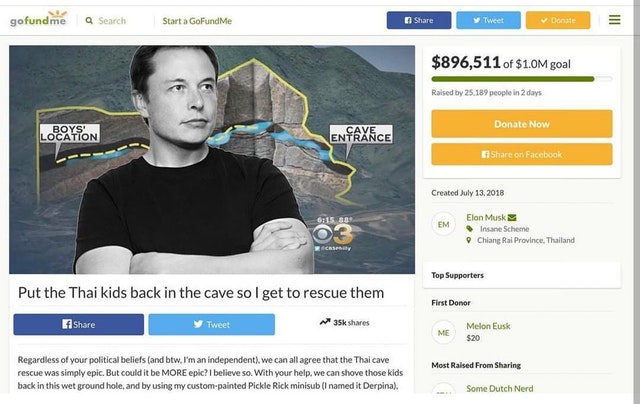 gofundme
Search
Start a GoFundMe
Share
Tweet
Donate
BOYS'
LOCATION
CAVE
ENTRANCE
6:15 88°
3
@CBSPhilly
Put the Thai kids back in the cave so I get to rescue them
Share
Tweet
35k shares
Regardless of your political beliefs (and btw, I'm an independent), we can all agree that the Thai cave
rescue was simply epic. But could it be MORE epic? I believe so. With your help, we can shove those kids
back in this wet ground hole, and by using my custom-painted Pickle Rick minisub (I named it Derpina),
$896,511 of $1.0M goal
Raised by 25,189 people in 2 days
Donate Now
Share on Facebook
Created July 13, 2018
EM
Elon Musk
Insane Scheme
Chiang Rai Province, Thailand
Top Supporters
First Donor
ME
Melon Eusk
$20
Most Raised From Sharing
Some Dutch Nerd